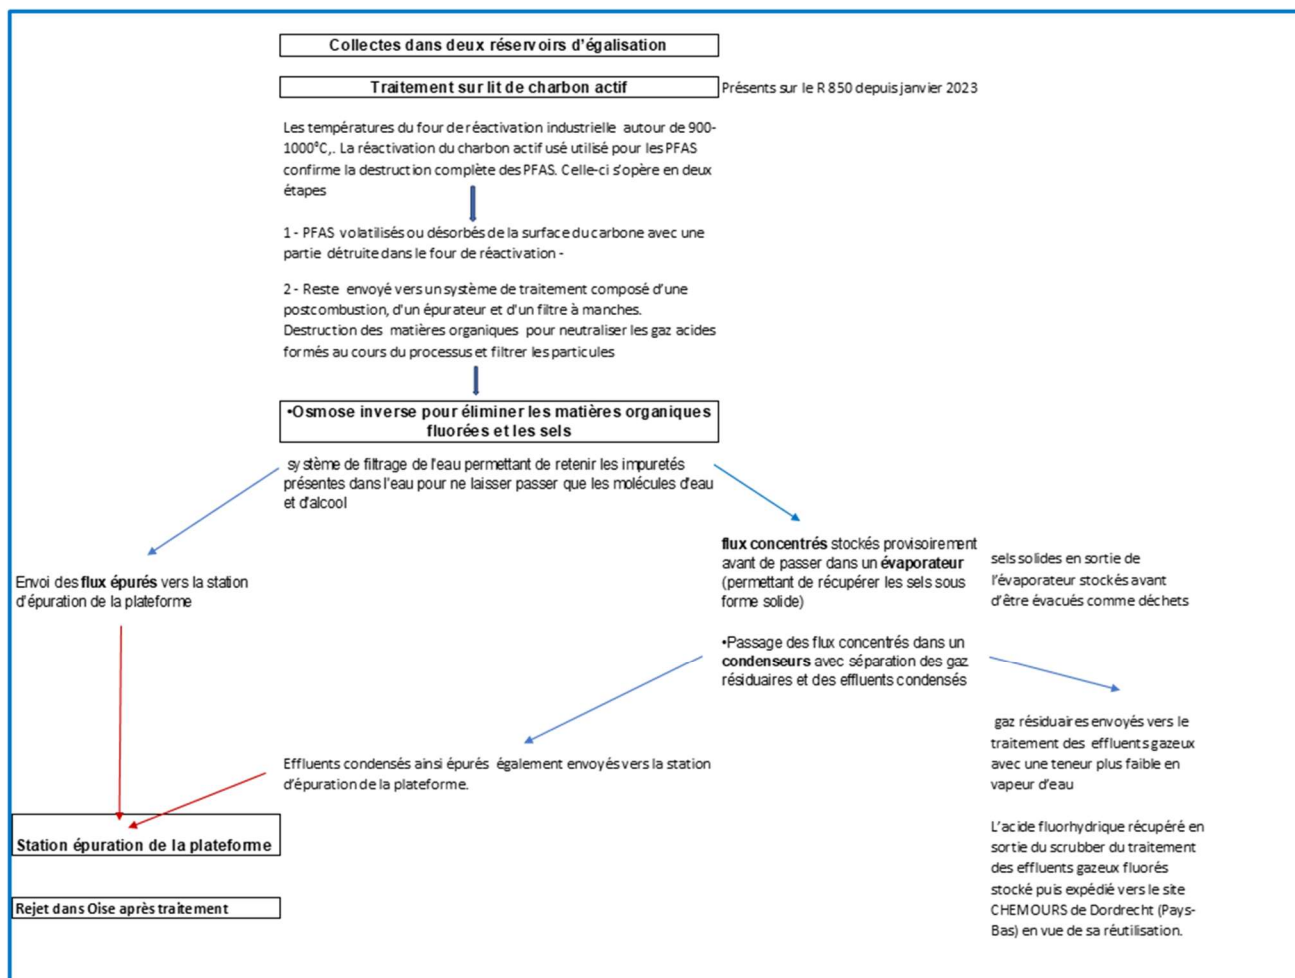 Collectes dans deux réservoirs d'égalisation
Traitement sur lit de charbon actif
Présents sur le R 850 depuis janvier 2023
Les températures du four de réactivation industrielle autour de 900-
1000°C,. La réactivation du charbon actif usé utilisé pour les PFAS
confirme la destruction complète des PFAS. Celle-ci s'opère en deux
étapes
1 - PFAS volatilisés ou désorbés de la surface du carbone avec une
partie détruite dans le four de réactivation -
2 - Reste envoyé vers un système de traitement composé d'une
postcombustion, d'un épurateur et d'un filtre à manches.
Destruction des matières organiques pour neutraliser les gaz acides
formés au cours du processus et filtrer les particules
•Osmose inverse pour éliminer les matières organiques
fluorées et les sels
système de filtrage de l'eau permettant de retenir les impuretés
présentes dans l'eau pour ne laisser passer que les molécules d'eau
et d'alcool
Envoi des flux épurés vers la station
d'épuration de la plateforme
flux concentrés stockés provisoirement
avant de passer dans un évaporateur
(permettant de récupérer les sels sous
forme solide)
sels solides en sortie de
l'évaporateur stockés avant
d'être évacués comme déchets
•Passage des flux concentrés dans un
condenseurs avec séparation des gaz
résiduaires et des effluents condensés
gaz résiduaires envoyés vers le
traitement des effluents gazeux
avec une teneur plus faible en
vapeur d'eau
Effluents condensés ainsi épurés également envoyés vers la station
d'épuration de la plateforme.
L'acide fluorhydrique récupéré en
sortie du scrubber du traitement
des effluents gazeux fluorés
stocké puis expédié vers le site
CHEMOURS de Dordrecht (Pays-
Bas) en vue de sa réutilisation.
Station épuration de la plateforme
Rejet dans Oise après traitement